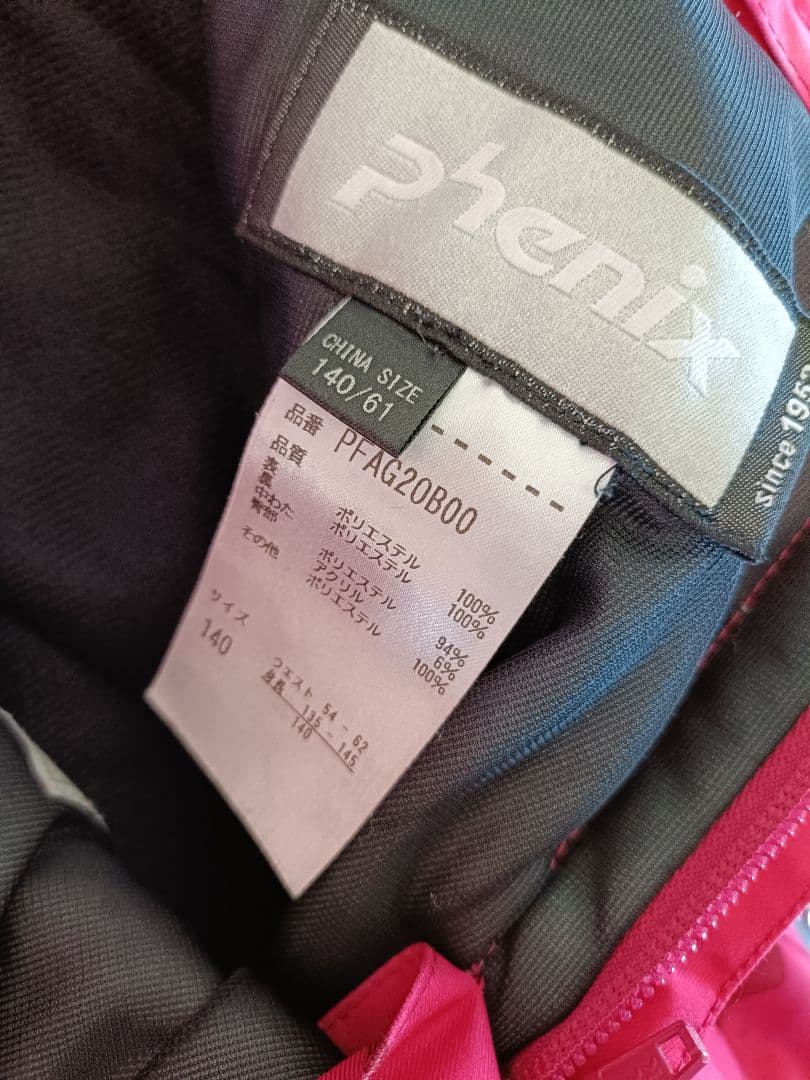 Phenix
since 1952
CHINA SIZE
140/61
品番 PFAG20B00
品質
表 ポリエステル 100%
裏 ポリエステル 100%
中わた
臀部 ポリエステル 94%
アクリル 6%
その他 ポリエステル 100%
サイズ
140
ウエスト 54 - 62
身長 135 - 145
140